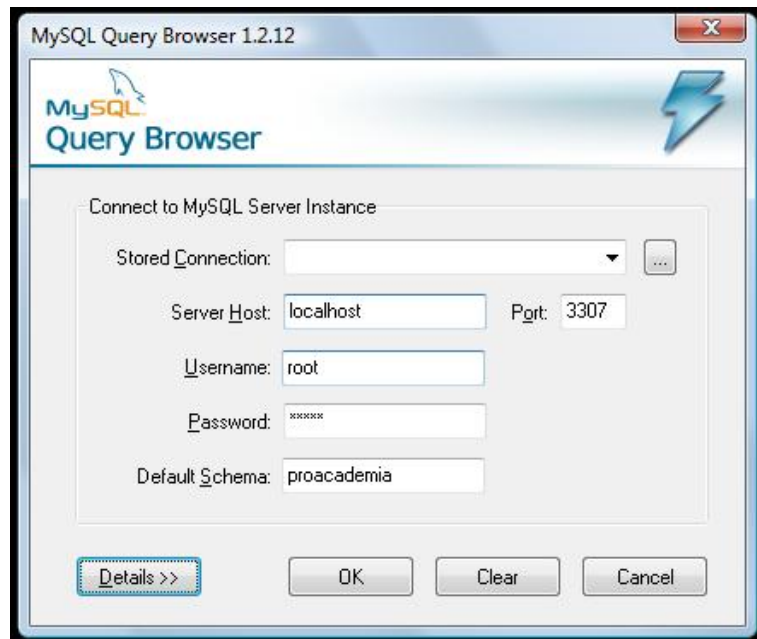 MySQL Query Browser 1.2.12
MySQL
Query Browser
Connect to MySQL Server Instance
Stored Connection:
...
Server Host: localhost Port: 3307
Username: root
Password: xxxxx
Default Schema: proacademia
Details >> OK Clear Cancel